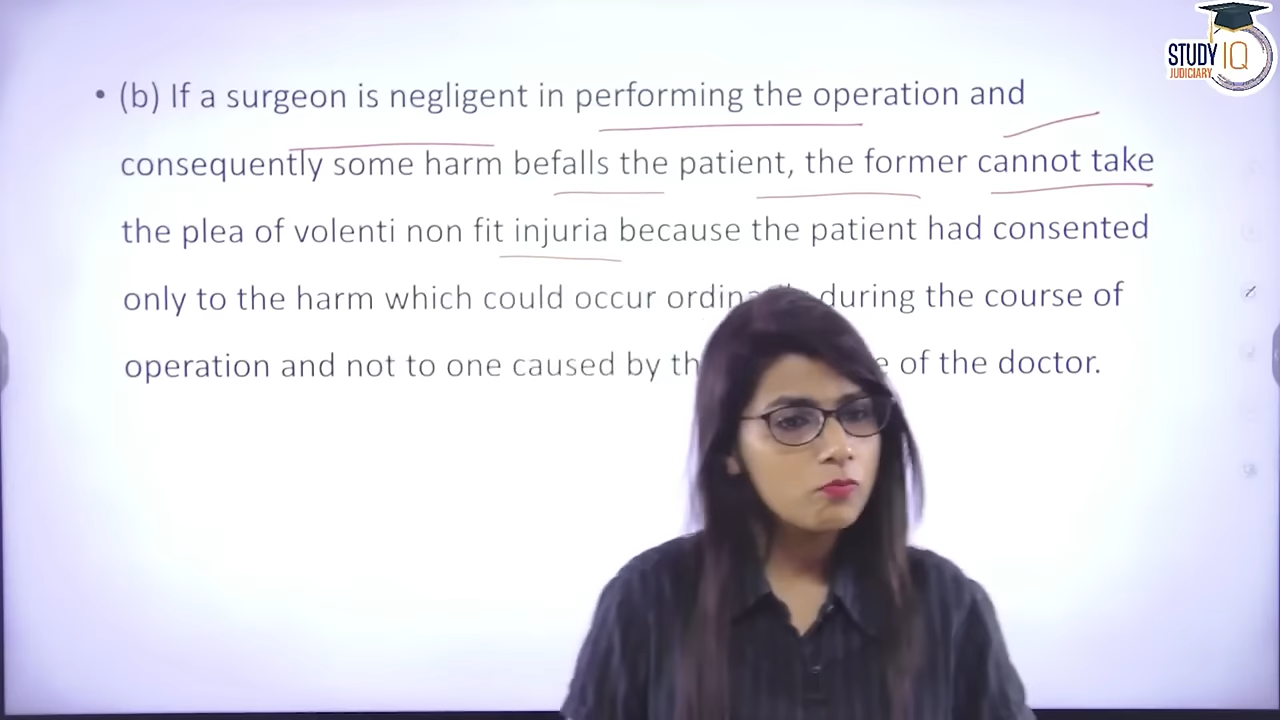 STUDY IQ
JUDICIARY
• (b) If a surgeon is negligent in performing the operation and
consequently some harm befalls the patient, the former cannot take
the plea of volenti non fit injuria because the patient had consented
only to the harm which could occur during the course of
operation and not to one caused by of the doctor.